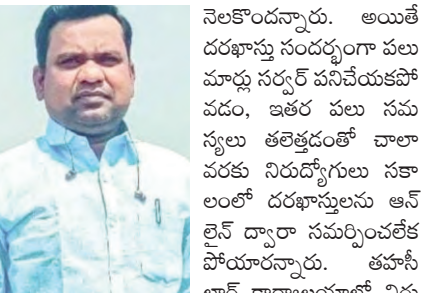 నెలకొందన్నారు. అయితే
దరఖాస్తు సందర్భంగా పలు
మార్లు సర్వర్ పనిచేయకపో
వడం, ఇతర పలు సమ
స్యలు తలెత్తడంతో చాలా
వరకు నిరుద్యోగులు సకా
లంలో దరఖాస్తులను ఆన్
లైన్ ద్వారా సమర్పించలేక
పోయారన్నారు. తహసీ